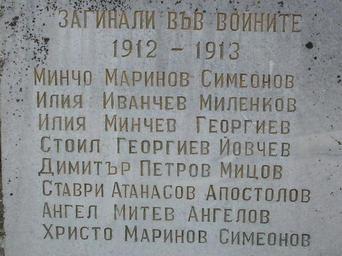 ЗАГИНАЛИ ВЪВ ВОЙНИТЕ
1912 - 1913
МИНЧО МАРИНОВ СИМЕОНОВ
ИЛИЯ ИВАНЧЕВ МИЛЕНКОВ
ИЛИЯ МИНЧЕВ ГЕОРГИЕВ
СТОИЛ ГЕОРГИЕВ ЙОВЧЕВ
ДИМИТЪР ПЕТРОВ МИЦОВ
СТАВРИ АТАНАСОВ АПОСТОЛОВ
АНГЕЛ МИТЕВ АНГЕЛОВ
ХРИСТО МАРИНОВ СИМЕОНОВ